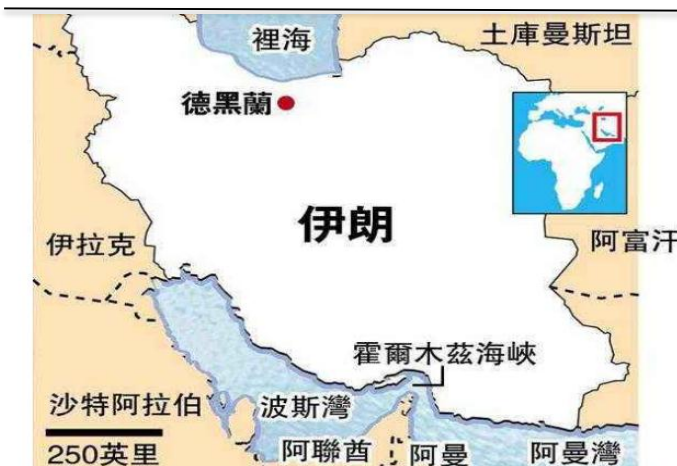 裡海
土庫曼斯坦
德黑蘭
伊朗
伊拉克
阿富汗
霍爾木茲海峽
沙特阿拉伯
波斯灣
250英里
阿聯酋
阿曼
阿曼灣